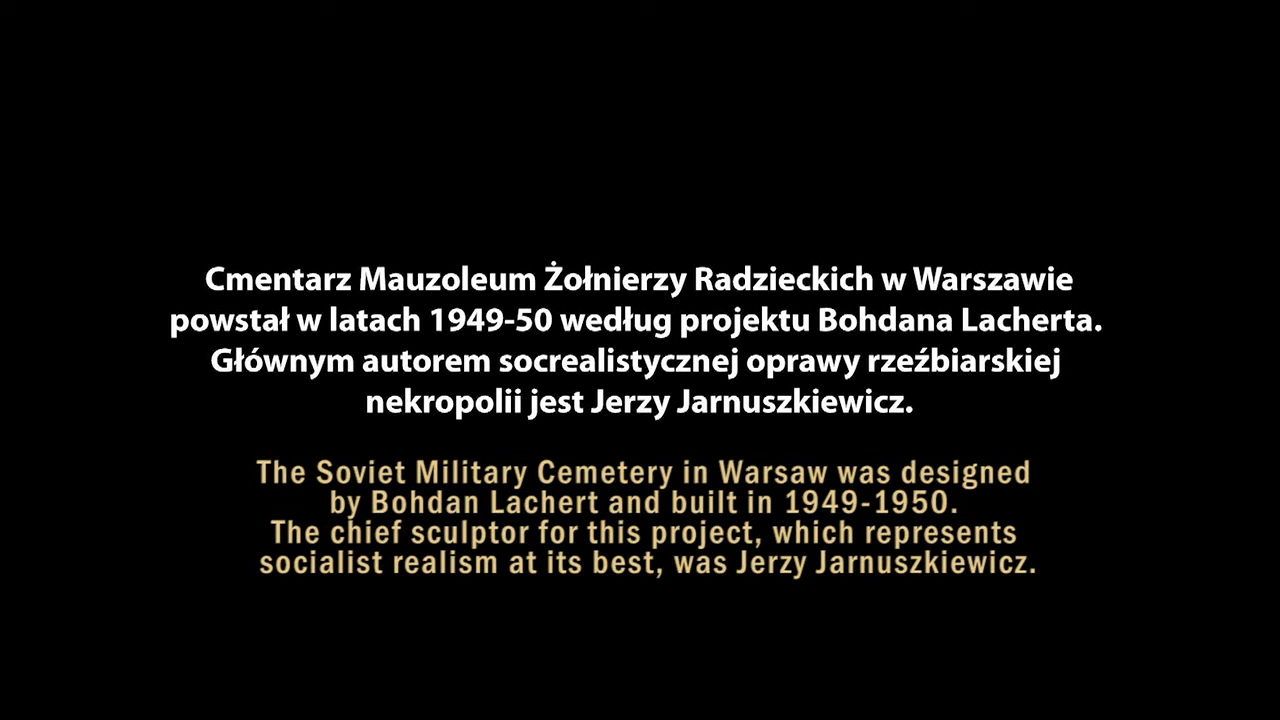 Cmentarz Mauzoleum Żołnierzy Radzieckich w Warszawie
powstał w latach 1949-50 według projektu Bohdana Lacherta.
Głównym autorem socrealistycznej oprawy rzeźbiarskiej
nekropolii jest Jerzy Jarnuszkiewicz.
The Soviet Military Cemetery in Warsaw was designed
by Bohdan Lachert and built in 1949-1950.
The chief sculptor for this project, which represents
socialist realism at its best, was Jerzy Jarnuszkiewicz.